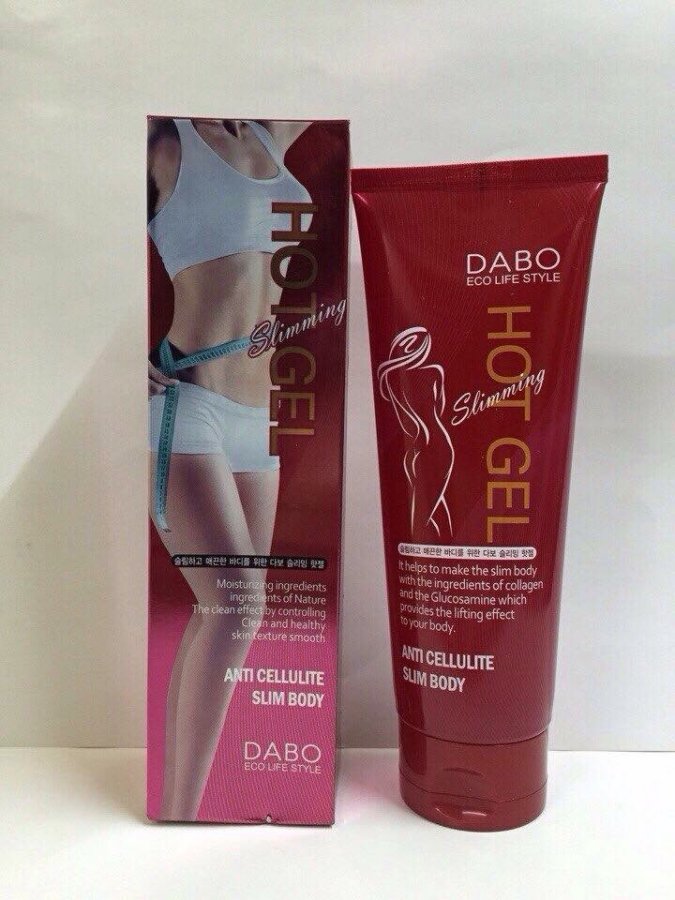 HOT GEL
Slimming
슬림하고 매끈한 바디를 위한 다보 슬리밍 핫젤
Moisturizing ingredients
ingredients of Nature
The clean effect by controlling
Clean and healthy
skin texture smooth
ANTI CELLULITE
SLIM BODY
DABO
ECO LIFE STYLE
DABO
ECO LIFE STYLE
HOT GEL
Slimming
슬림하고 매끈한 바디를 위한 다보 슬리밍 핫젤
It helps to make the slim body
with the ingredients of collagen
and the Glucosamine which
provides the lifting effect
to your body.
ANTI CELLULITE
SLIM BODY